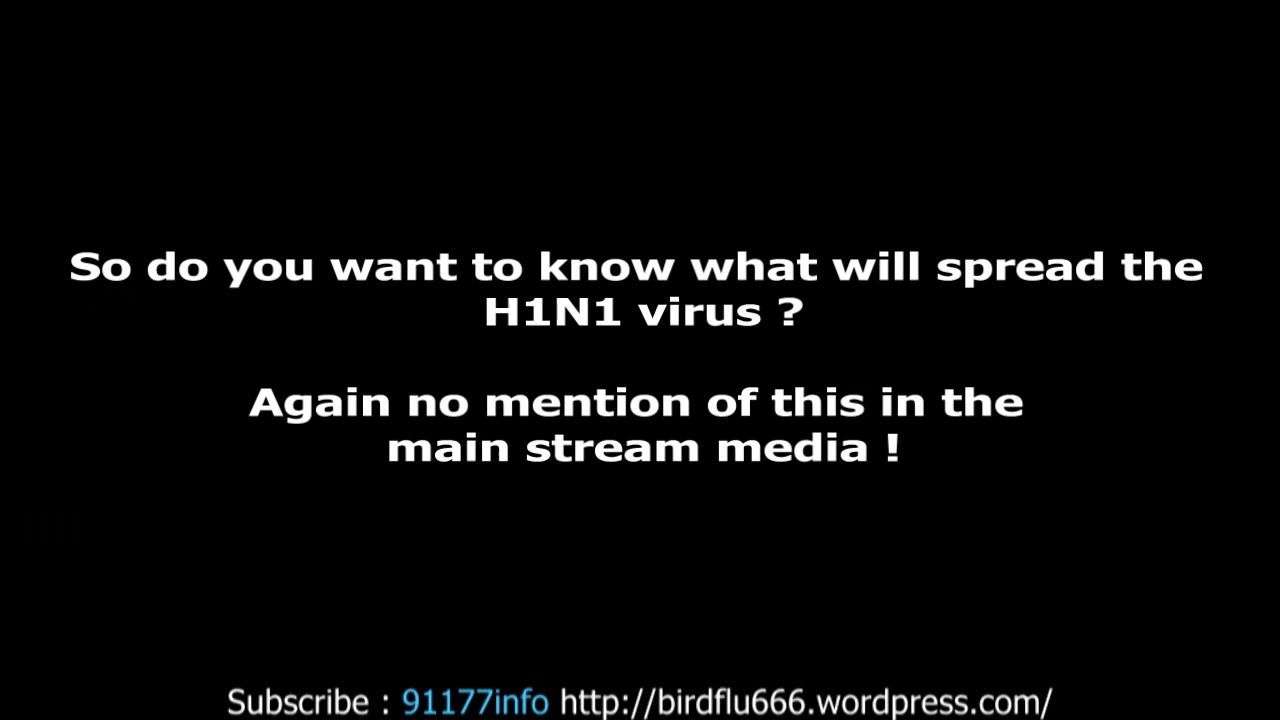 So do you want to know what will spread the
H1N1 virus ?
Again no mention of this in the
main stream media !
Subscribe : 91177info http://birdflu666.wordpress.com/